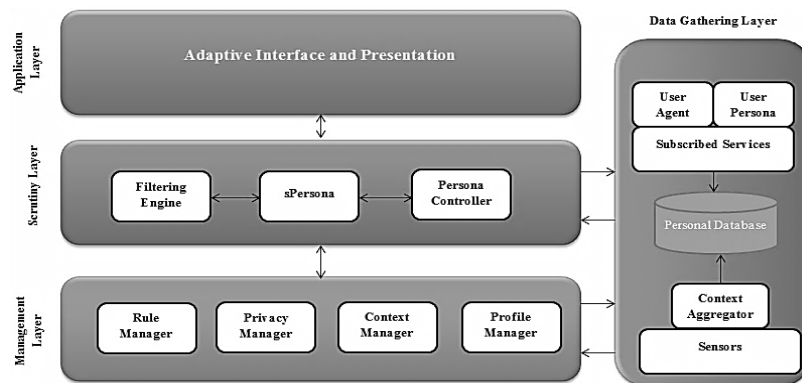 Data Gathering Layer
Application
Layer
Adaptive Interface and Presentation
User
Agent
User
Persona
Subscribed Services
Scrutiny Layer
Filtering
Engine
sPersona
Persona
Controller
Personal Database
Management
Layer
Rule
Manager
Privacy
Manager
Context
Manager
Profile
Manager
Context
Aggregator
Sensors